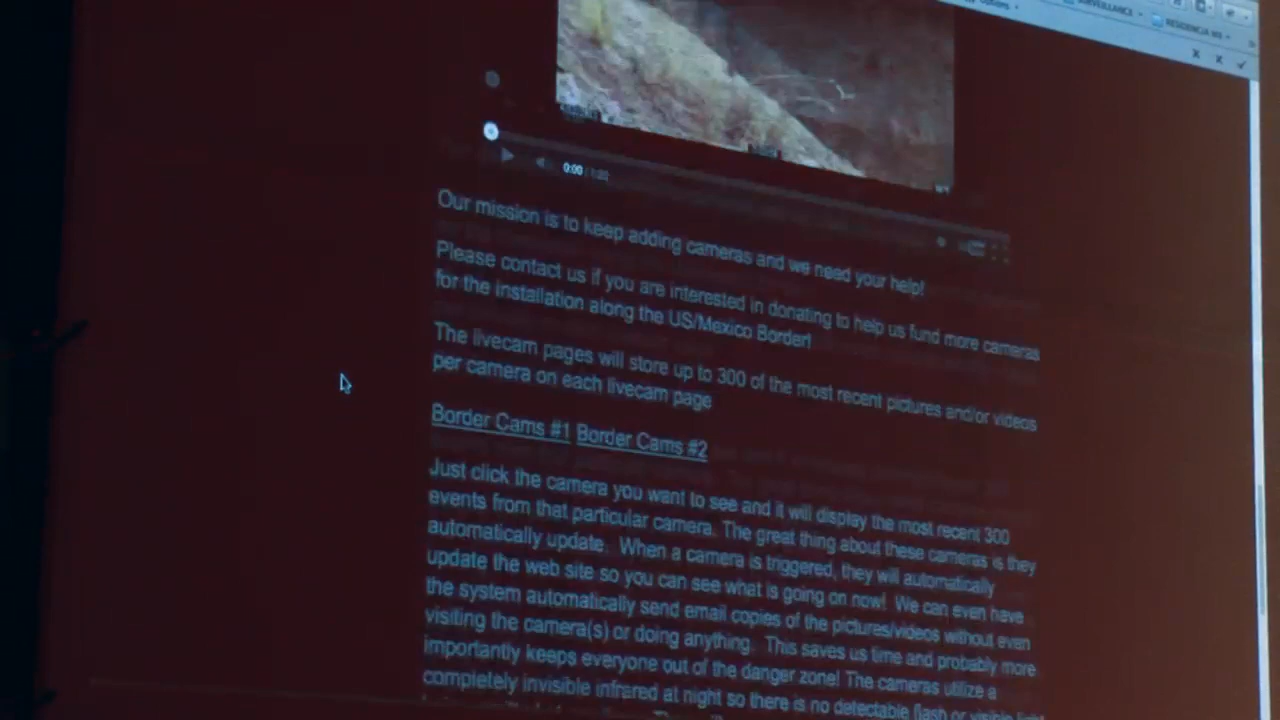 SURVEILLANCE
RESIDENCIA
0:00
Our mission is to keep adding cameras and we need your help!
Please contact us if you are interested in donating to help us fund more cameras
for the installation along the US/Mexico Border!
The livecam pages will store up to 300 of the most recent pictures and/or videos
per camera on each livecam page
Border Cams #1 Border Cams #2
Just click the camera you want to see and it will display the most recent 300
events from that particular camera. The great thing about these cameras is they
automatically update. When a camera is triggered, they will automatically
update the web site so you can see what is going on now! We can even have
the system automatically send email copies of the pictures/videos without even
visiting the camera(s) or doing anything. This saves us time and probably more
importantly keeps everyone out of the danger zone! The cameras utilize a
completely invisible infrared at night so there is no detectable flash or visible light